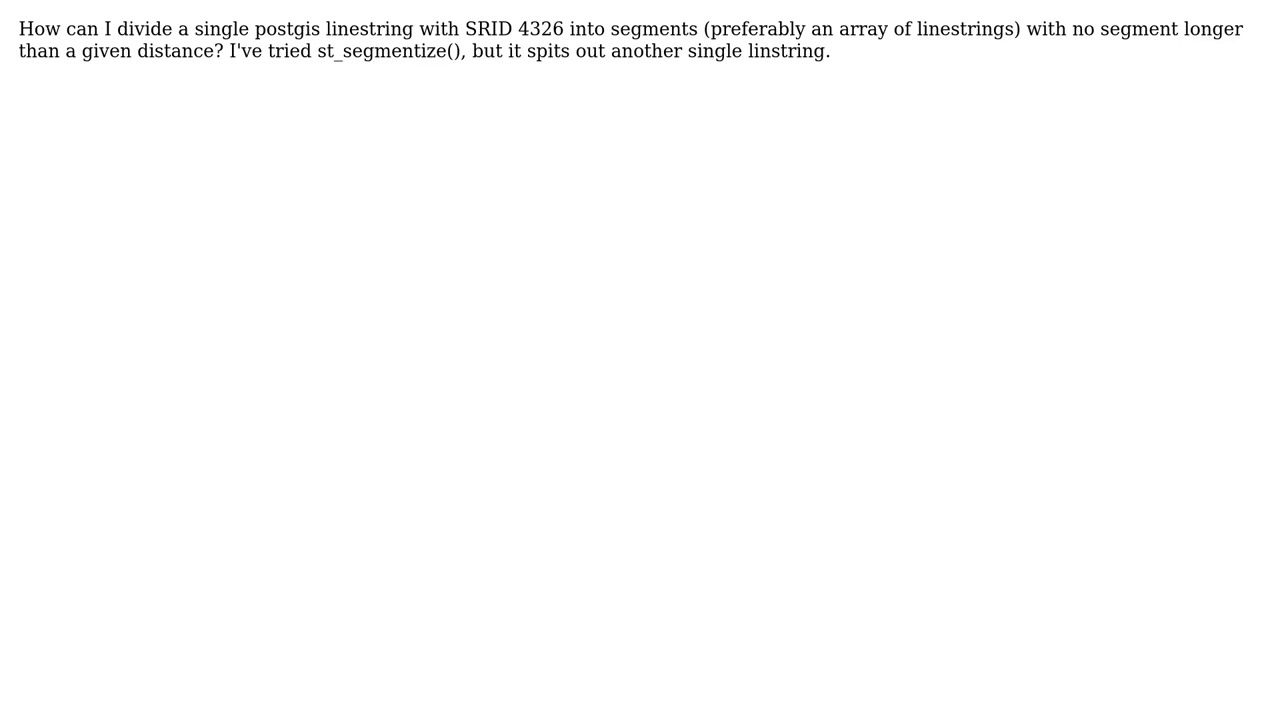 How can I divide a single postgis linestring with SRID 4326 into segments (preferably an array of linestrings) with no segment longer
than a given distance? I've tried st_segmentize(), but it spits out another single linstring.